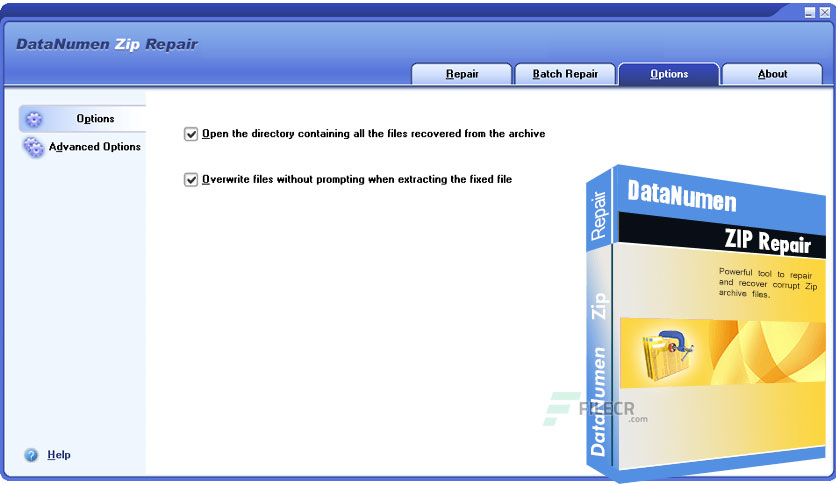 DataNumen Zip Repair
Repair
Batch Repair
Options
About
Options
Advanced Options
Open the directory containing all the files recovered from the archive
Overwrite files without prompting when extracting the fixed file
DataNumen
ZIP Repair
Powerful tool to repair
and recover corrupt Zip
archive files.
DataNumen Zip Repair
FILECR
.com
Help